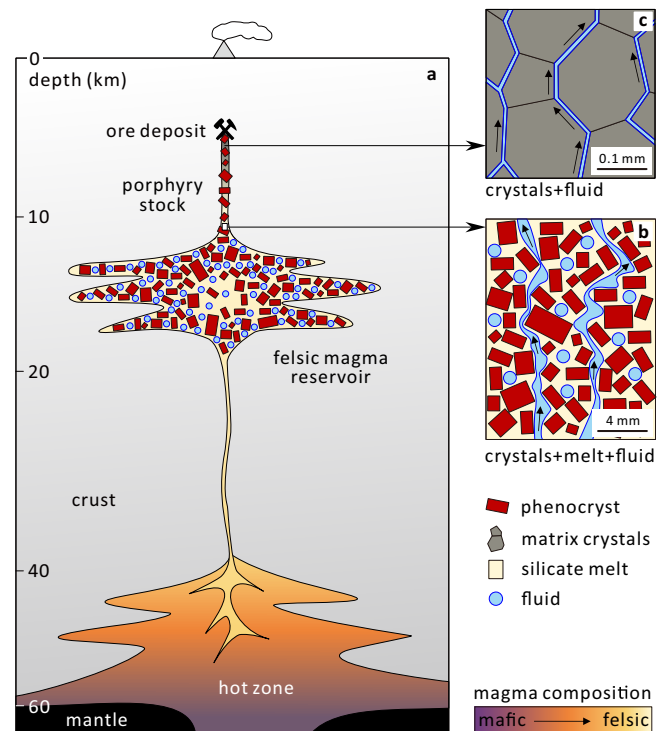 0
depth (km)
a
ore deposit
porphyry
stock
10
felsic magma
reservoir
20
crust
40
hot zone
60
mantle
c
0.1 mm
crystals+fluid
b
4 mm
crystals+melt+fluid
phenocryst
matrix crystals
silicate melt
fluid
magma composition
mafic felsic